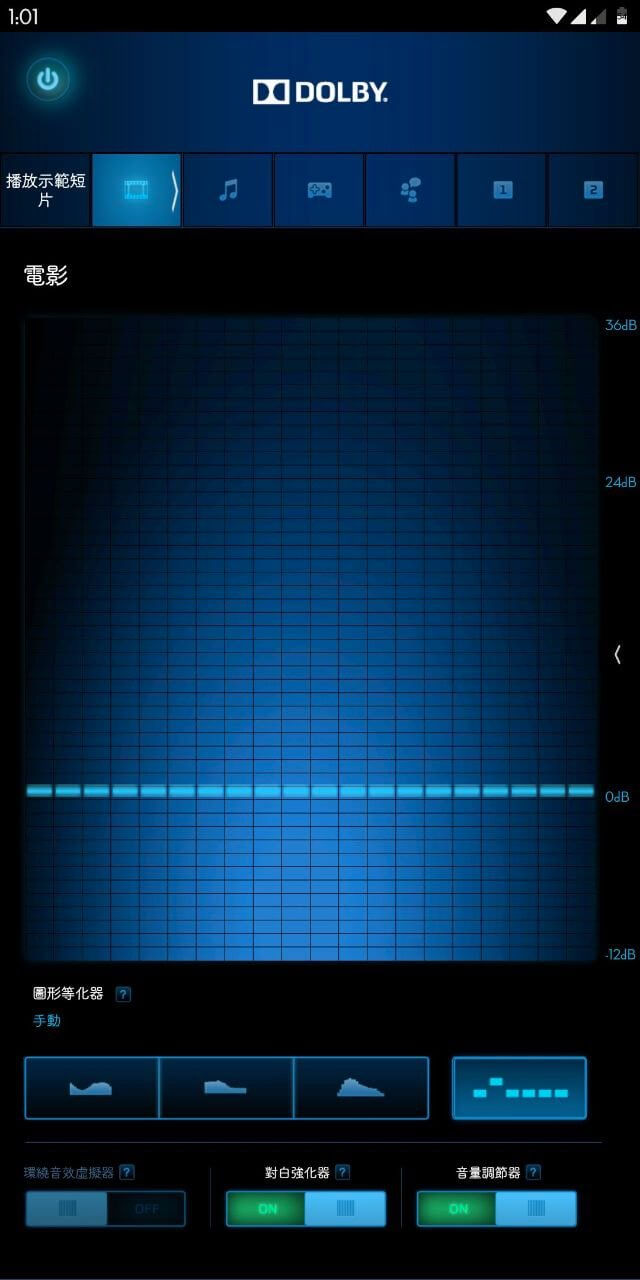 1:01
DOLBY.
播放示範短
片
1
2
電影
36dB
24dB
0dB
-12dB
圖形等化器 ?
手動
環繞音效虛擬器 ? 對白強化器 ? 音量調節器 ?
OFF ON ON